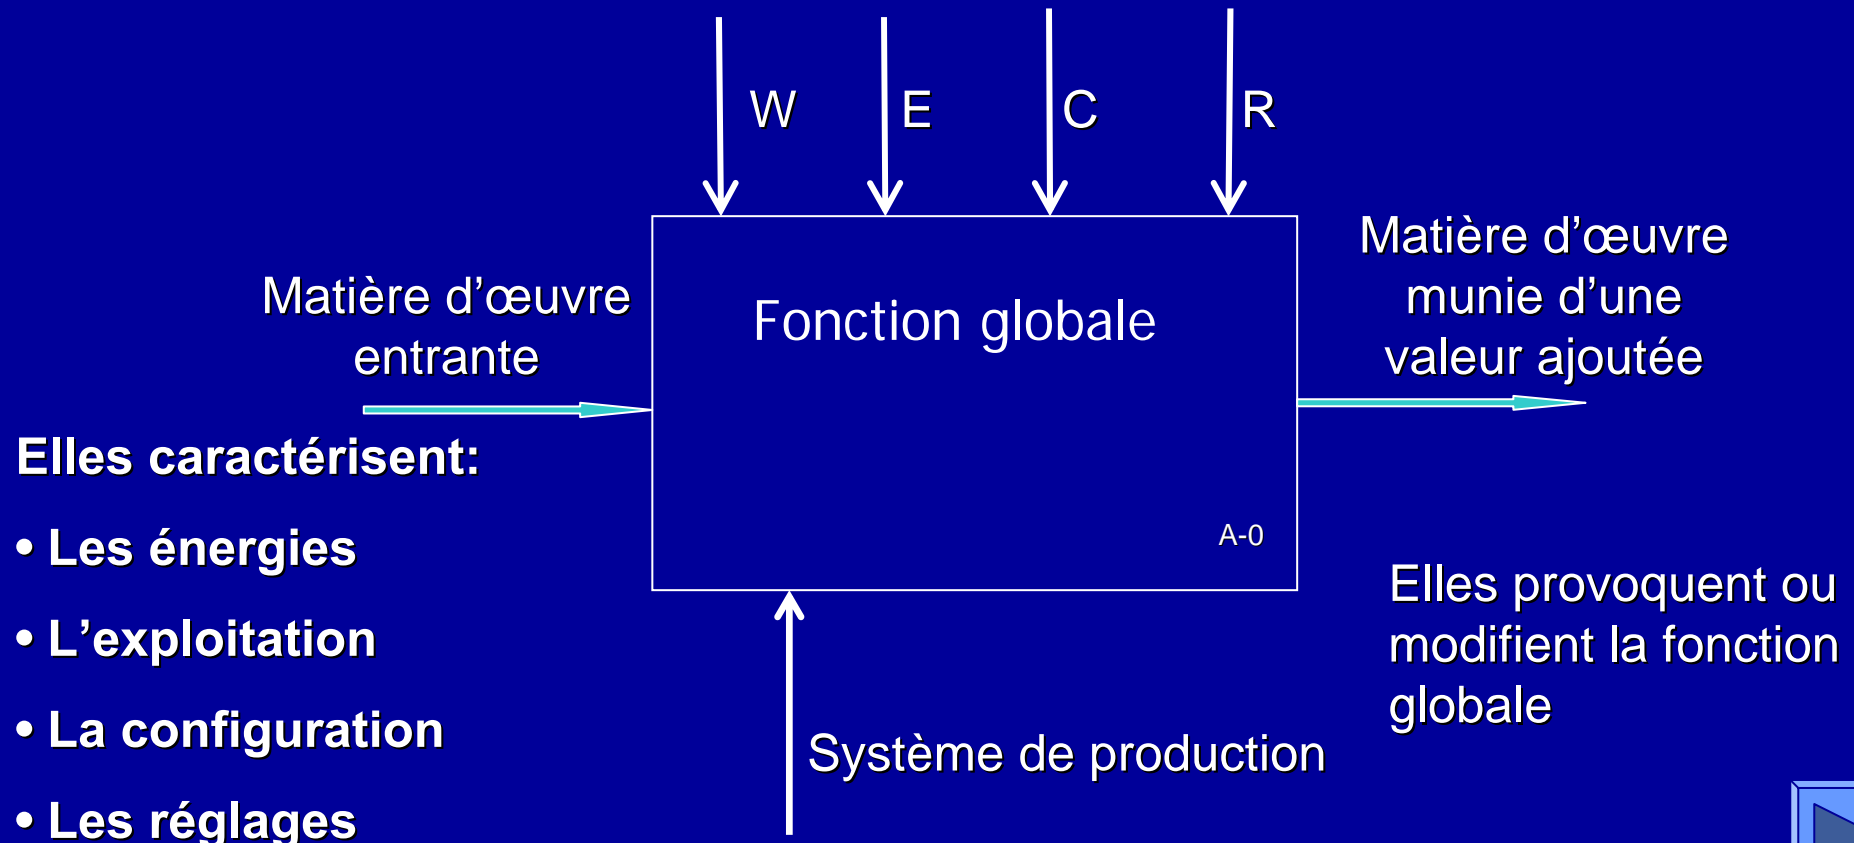 W E C R
Matière d’œuvre
entrante
Fonction globale
A-0
Matière d’œuvre
munie d’une
valeur ajoutée
Elles caractérisent:
• Les énergies
• L’exploitation
• La configuration
• Les réglages
Système de production
Elles provoquent ou
modifient la fonction
globale